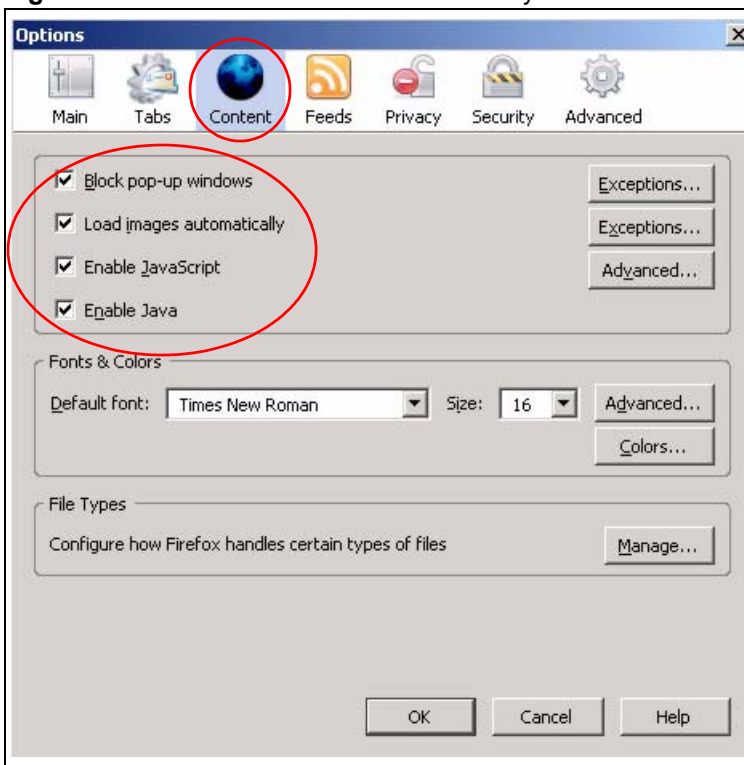 Options
Main Tabs Content Feeds Privacy Security Advanced
Block pop-up windows Exceptions...
Load images automatically Exceptions...
Enable JavaScript Advanced...
Enable Java
Fonts & Colors
Default font: Times New Roman Size: 16 Advanced...
Colors...
File Types
Configure how Firefox handles certain types of files Manage...
OK Cancel Help